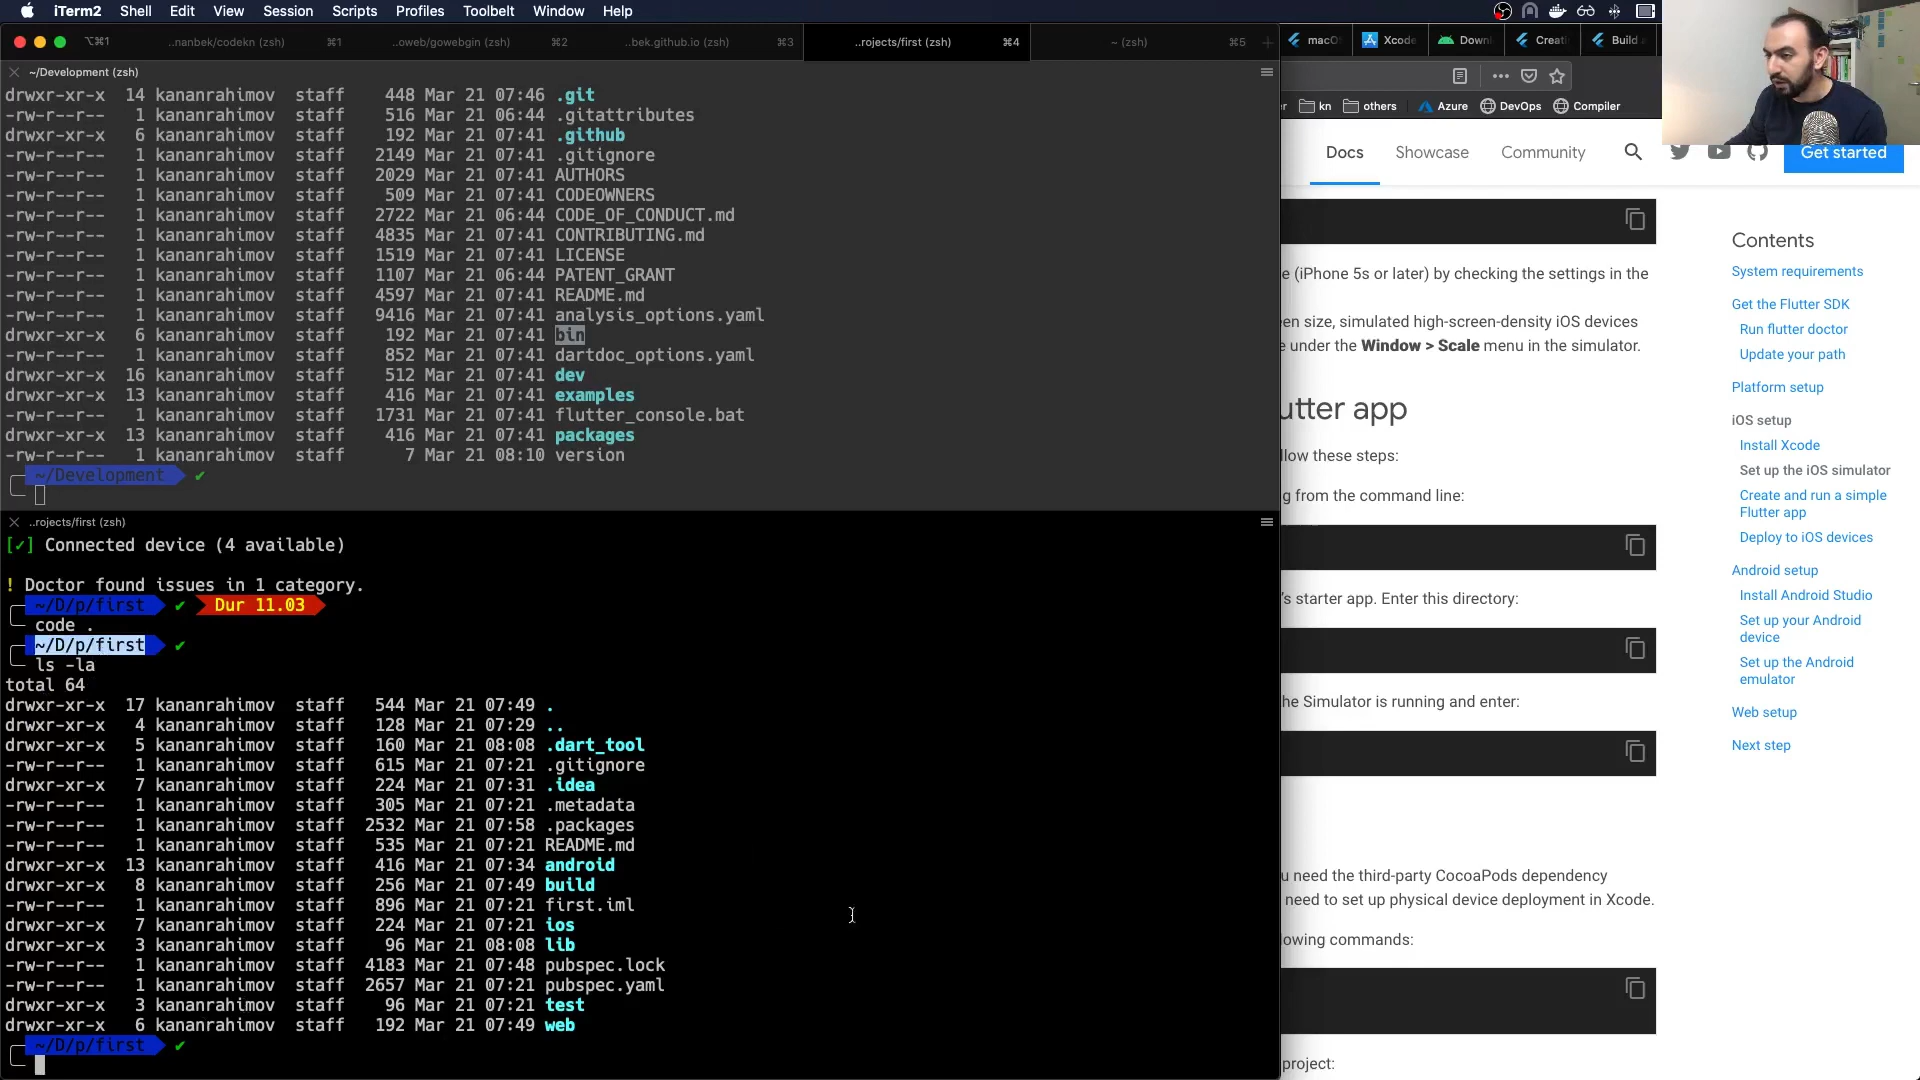 iTerm2 Shell Edit View Session Scripts Profiles Toolbelt Window Help
⌥⌘1 ..nanbek/codekn (zsh) ⌘1 ..oweb/gowebgin (zsh) ⌘2 ..bek.github.io (zsh) ⌘3 ..rojects/first (zsh) ⌘4 ~ (zsh) ⌘5
~/Development (zsh)
drwxr-xr-x 14 kananrahimov staff 448 Mar 21 07:46 .git
-rw-r--r-- 1 kananrahimov staff 516 Mar 21 06:44 .gitattributes
drwxr-xr-x 6 kananrahimov staff 192 Mar 21 07:41 .github
-rw-r--r-- 1 kananrahimov staff 2149 Mar 21 07:41 .gitignore
-rw-r--r-- 1 kananrahimov staff 2029 Mar 21 07:41 AUTHORS
-rw-r--r-- 1 kananrahimov staff 509 Mar 21 07:41 CODEOWNERS
-rw-r--r-- 1 kananrahimov staff 2722 Mar 21 06:44 CODE_OF_CONDUCT.md
-rw-r--r-- 1 kananrahimov staff 4835 Mar 21 07:41 CONTRIBUTING.md
-rw-r--r-- 1 kananrahimov staff 1519 Mar 21 07:41 LICENSE
-rw-r--r-- 1 kananrahimov staff 1107 Mar 21 06:44 PATENT_GRANT
-rw-r--r-- 1 kananrahimov staff 4597 Mar 21 07:41 README.md
-rw-r--r-- 1 kananrahimov staff 9416 Mar 21 07:41 analysis_options.yaml
drwxr-xr-x 6 kananrahimov staff 192 Mar 21 07:41 bin
-rw-r--r-- 1 kananrahimov staff 852 Mar 21 07:41 dartdoc_options.yaml
drwxr-xr-x 16 kananrahimov staff 512 Mar 21 07:41 dev
drwxr-xr-x 13 kananrahimov staff 416 Mar 21 07:41 examples
-rw-r--r-- 1 kananrahimov staff 1731 Mar 21 07:41 flutter_console.bat
drwxr-xr-x 13 kananrahimov staff 416 Mar 21 07:41 packages
-rw-r--r-- 1 kananrahimov staff 7 Mar 21 08:10 version
~/Development ✔
..rojects/first (zsh)
[✓] Connected device (4 available)
! Doctor found issues in 1 category.
~/D/p/first ✔ Dur 11.03
code .
~/D/p/first ✔
ls -la
total 64
drwxr-xr-x 17 kananrahimov staff 544 Mar 21 07:49 .
drwxr-xr-x 4 kananrahimov staff 128 Mar 21 07:29 ..
drwxr-xr-x 5 kananrahimov staff 160 Mar 21 08:08 .dart_tool
-rw-r--r-- 1 kananrahimov staff 615 Mar 21 07:21 .gitignore
drwxr-xr-x 7 kananrahimov staff 224 Mar 21 07:31 .idea
-rw-r--r-- 1 kananrahimov staff 305 Mar 21 07:21 .metadata
-rw-r--r-- 1 kananrahimov staff 2532 Mar 21 07:58 .packages
-rw-r--r-- 1 kananrahimov staff 535 Mar 21 07:21 README.md
drwxr-xr-x 13 kananrahimov staff 416 Mar 21 07:34 android
drwxr-xr-x 8 kananrahimov staff 256 Mar 21 07:49 build
-rw-r--r-- 1 kananrahimov staff 896 Mar 21 07:21 first.iml
drwxr-xr-x 7 kananrahimov staff 224 Mar 21 07:21 ios
drwxr-xr-x 3 kananrahimov staff 96 Mar 21 08:08 lib
-rw-r--r-- 1 kananrahimov staff 4183 Mar 21 07:48 pubspec.lock
-rw-r--r-- 1 kananrahimov staff 2657 Mar 21 07:21 pubspec.yaml
drwxr-xr-x 3 kananrahimov staff 96 Mar 21 07:21 test
drwxr-xr-x 6 kananrahimov staff 192 Mar 21 07:49 web
~/D/p/first ✔
macO Xcode Down Creati Build
r kn others Azure DevOps Compiler
Docs Showcase Community Get started
e (iPhone 5s or later) by checking the settings in the
en size, simulated high-screen-density iOS devices
e under the Window > Scale menu in the simulator.
utter app
llow these steps:
g from the command line:
's starter app. Enter this directory:
he Simulator is running and enter:
u need the third-party CocoaPods dependency
need to set up physical device deployment in Xcode.
lowing commands:
project:
Contents
System requirements
Get the Flutter SDK
Run flutter doctor
Update your path
Platform setup
iOS setup
Install Xcode
Set up the iOS simulator
Create and run a simple
Flutter app
Deploy to iOS devices
Android setup
Install Android Studio
Set up your Android
device
Set up the Android
emulator
Web setup
Next step